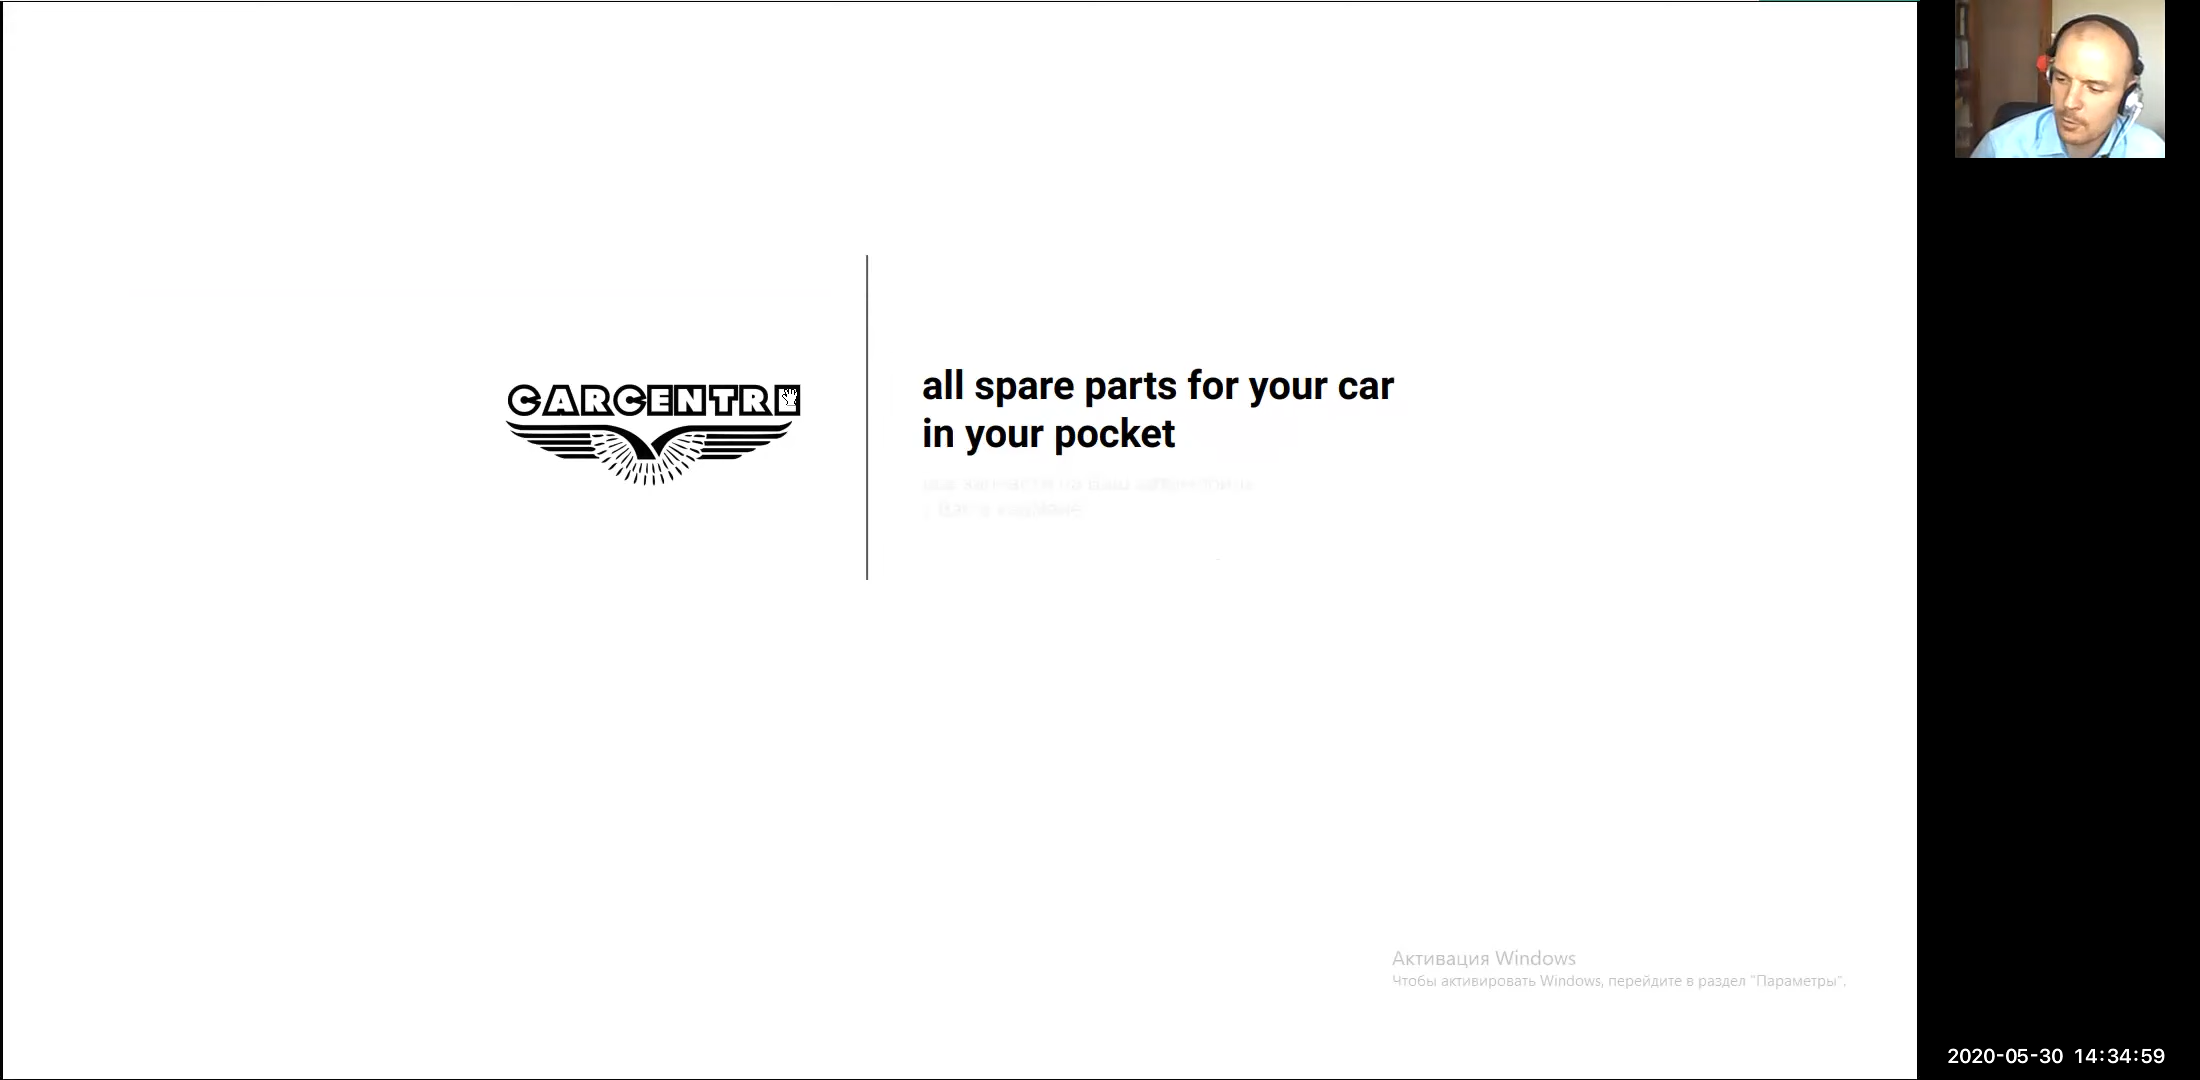 CARCENTRE
all spare parts for your car
in your pocket
Активация Windows
Чтобы активировать Windows, перейдите в раздел "Параметры".
2020-05-30 14:34:59